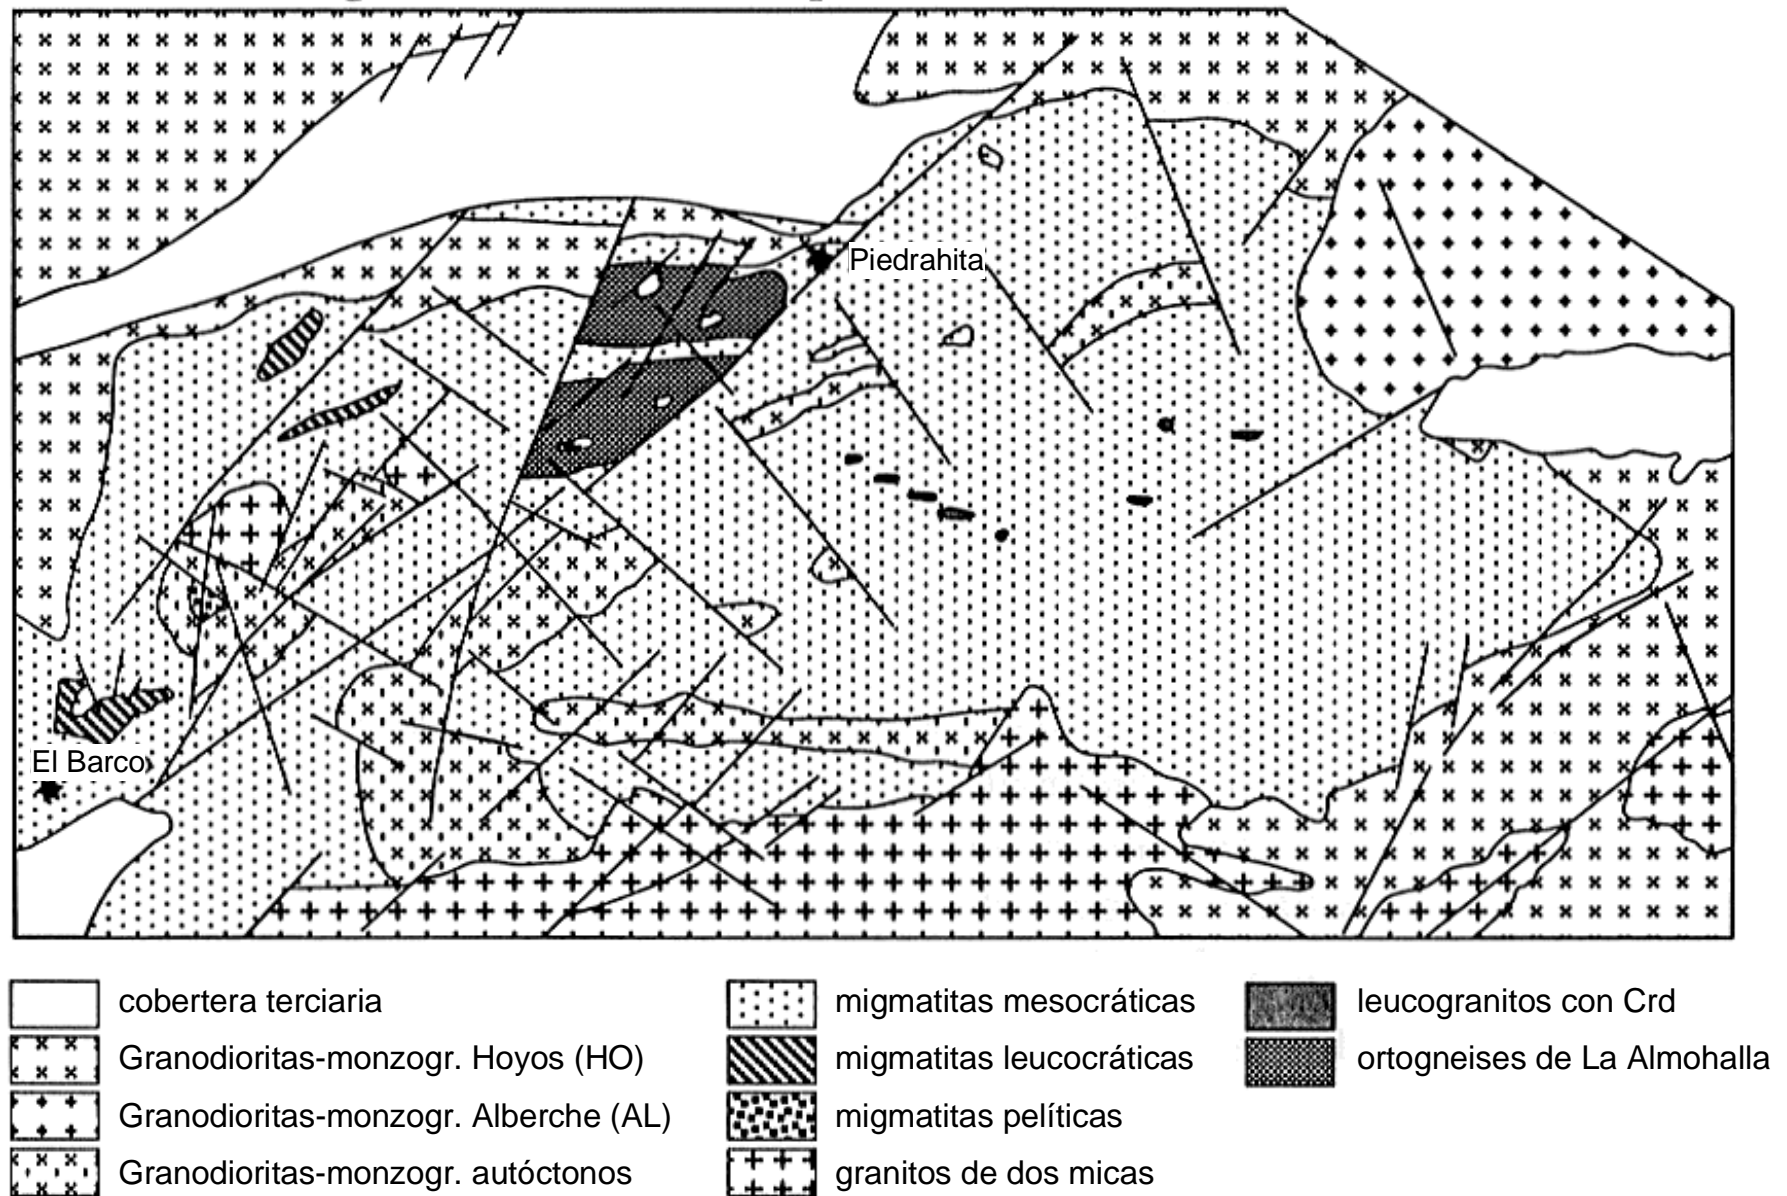 Piedrahita
El Barco
cobertera terciaria
Granodioritas-monzogr. Hoyos (HO)
Granodioritas-monzogr. Alberche (AL)
Granodioritas-monzogr. autóctonos
migmatitas mesocráticas
migmatitas leucocráticas
migmatitas pelíticas
granitos de dos micas
leucogranitos con Crd
ortogneises de La Almohalla